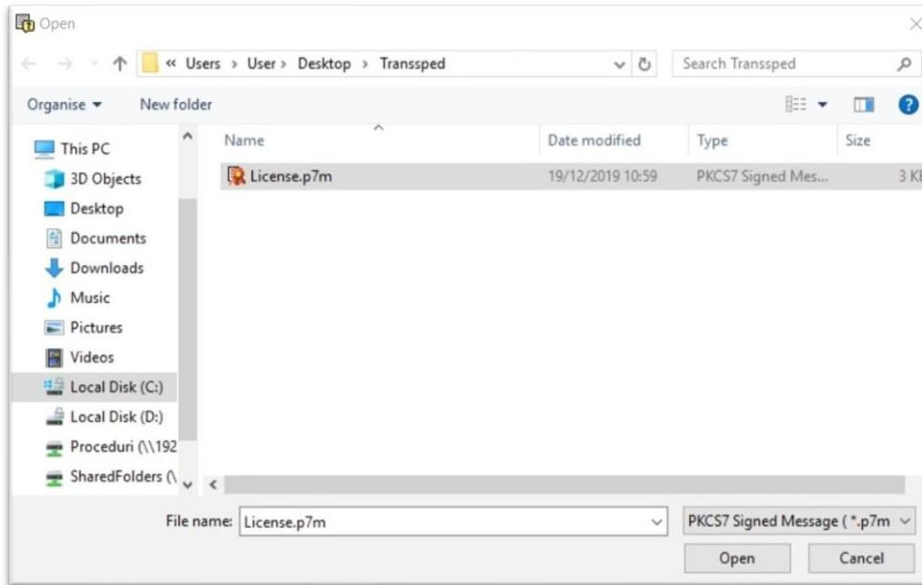 Open
« Users › User › Desktop › Transsped
Search Transsped
Organise
New folder
Name
Date modified
Type
Size
This PC
3D Objects
Desktop
Documents
Downloads
Music
Pictures
Videos
Local Disk (C:)
Local Disk (D:)
Proceduri (\\192
SharedFolders (\
License.p7m
19/12/2019 10:59
PKCS7 Signed Mes...
3 KB
File name:
License.p7m
PKCS7 Signed Message ( *.p7m
Open
Cancel